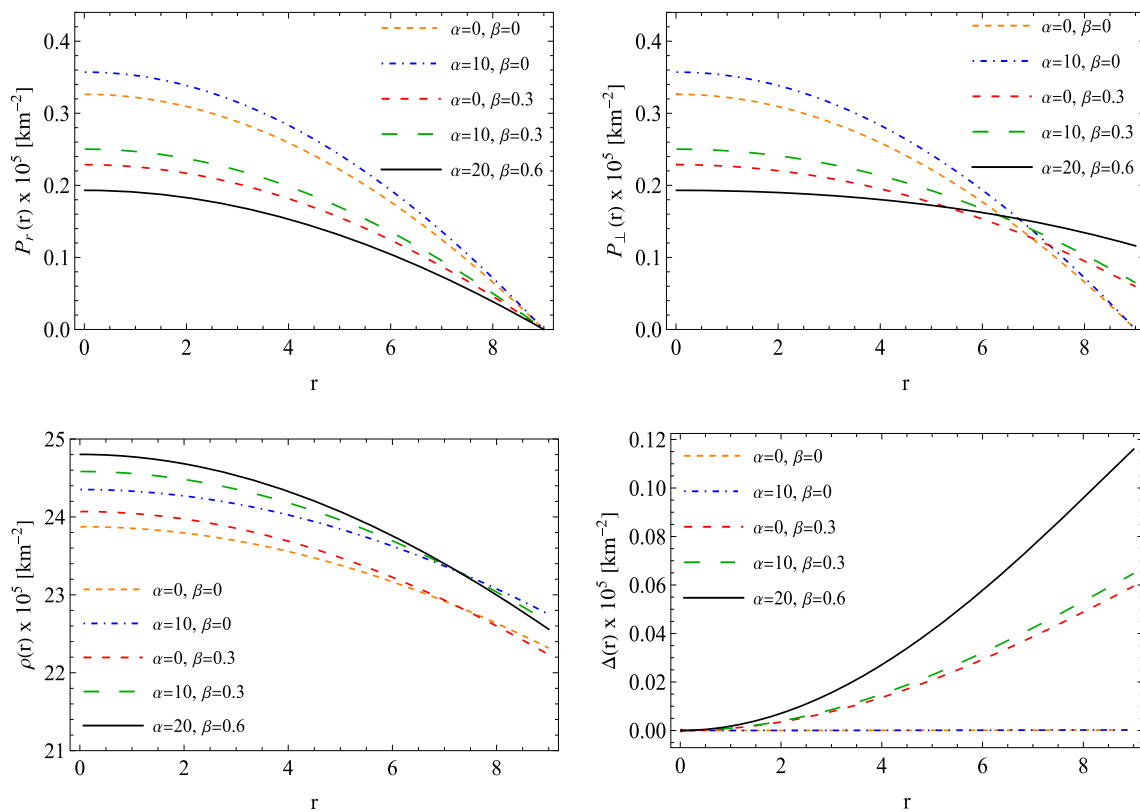 0.4
0.3
0.2
0.1
0.0
P_r(r) x 10^5 [km^-2]
α=0, β=0
α=10, β=0
α=0, β=0.3
α=10, β=0.3
α=20, β=0.6
0 2 4 6 8
r
0.4
0.3
0.2
0.1
0.0
P_⊥(r) x 10^5 [km^-2]
α=0, β=0
α=10, β=0
α=0, β=0.3
α=10, β=0.3
α=20, β=0.6
0 2 4 6 8
r
25
24
23
22
21
ρ(r) x 10^5 [km^-2]
α=0, β=0
α=10, β=0
α=0, β=0.3
α=10, β=0.3
α=20, β=0.6
0 2 4 6 8
r
0.12
0.10
0.08
0.06
0.04
0.02
0.00
Δ(r) x 10^5 [km^-2]
α=0, β=0
α=10, β=0
α=0, β=0.3
α=10, β=0.3
α=20, β=0.6
0 2 4 6 8
r